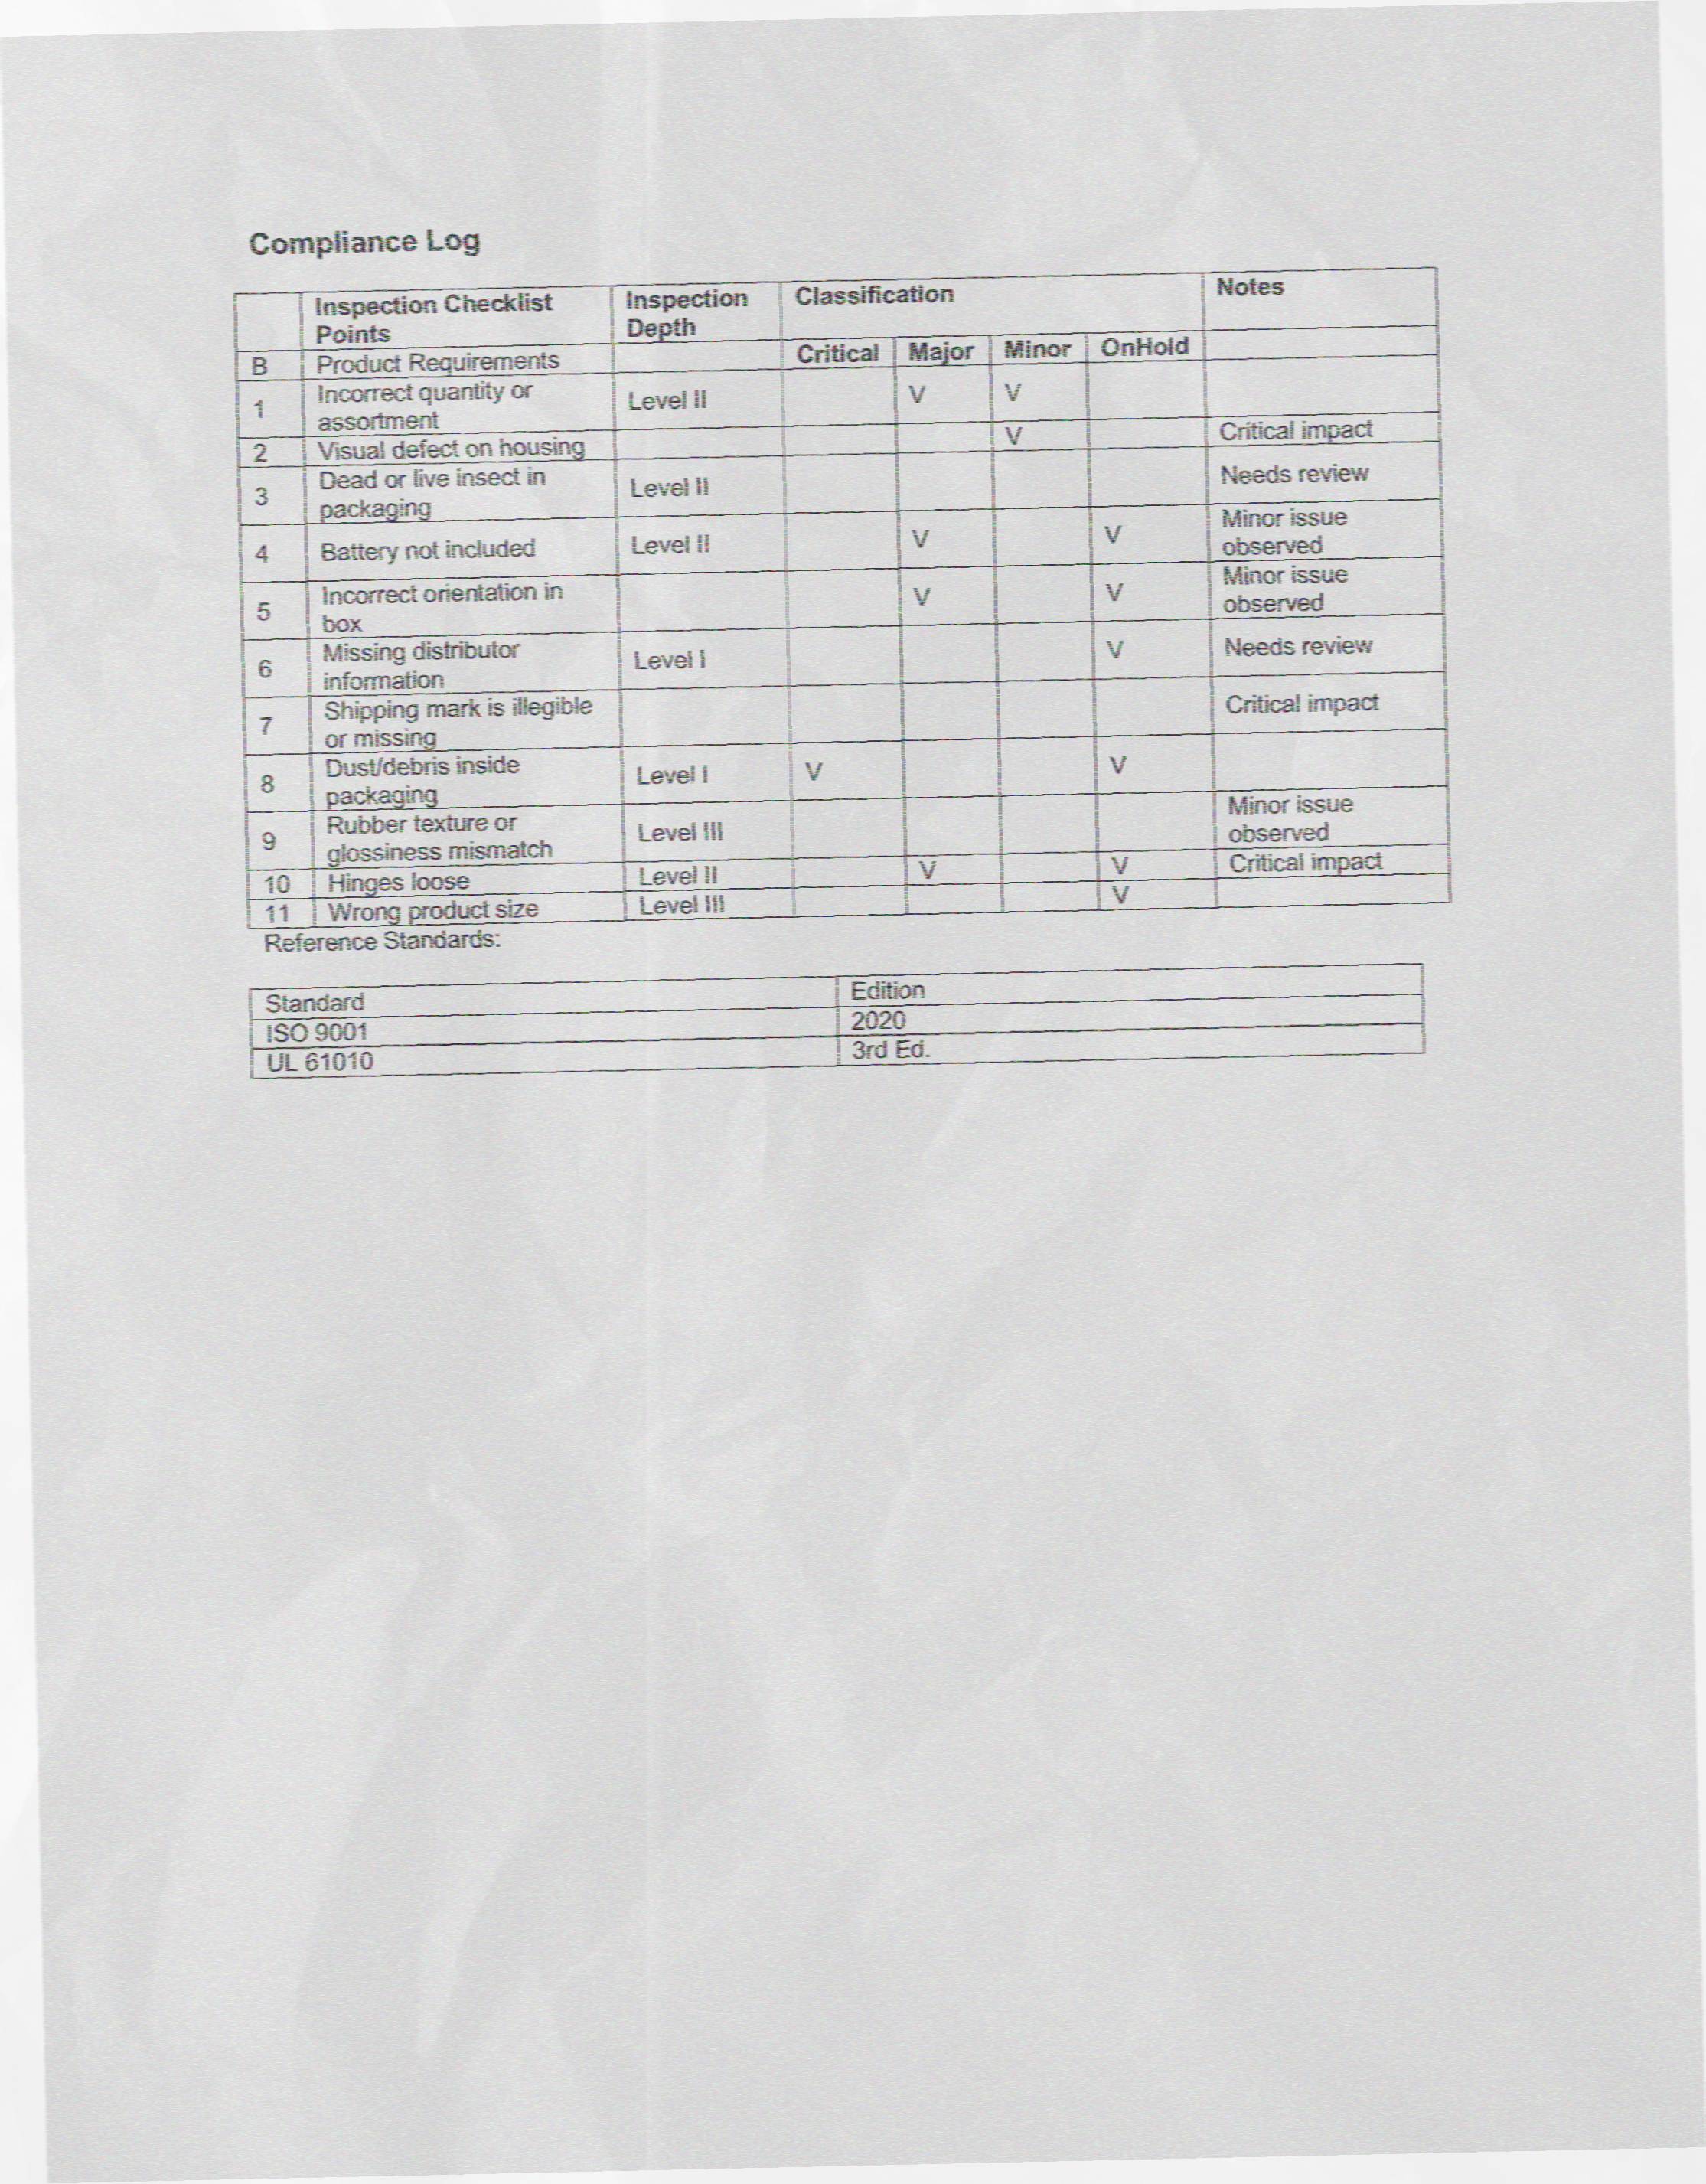 Compliance Log
Inspection Checklist Points Inspection Depth Classification Notes
B Product Requirements Critical Major Minor OnHold
1 Incorrect quantity or assortment Level II V V
2 Visual defect on housing V Critical impact
3 Dead or live insect in packaging Level II Needs review
4 Battery not included Level II V V Minor issue observed
5 Incorrect orientation in box V V Minor issue observed
6 Missing distributor information Level I V Needs review
7 Shipping mark is illegible or missing Critical impact
8 Dust/debris inside packaging Level I V V
9 Rubber texture or glossiness mismatch Level III Minor issue observed
10 Hinges loose Level II V V Critical impact
11 Wrong product size Level III V
Reference Standards:
Standard Edition
ISO 9001 2020
UL 61010 3rd Ed.